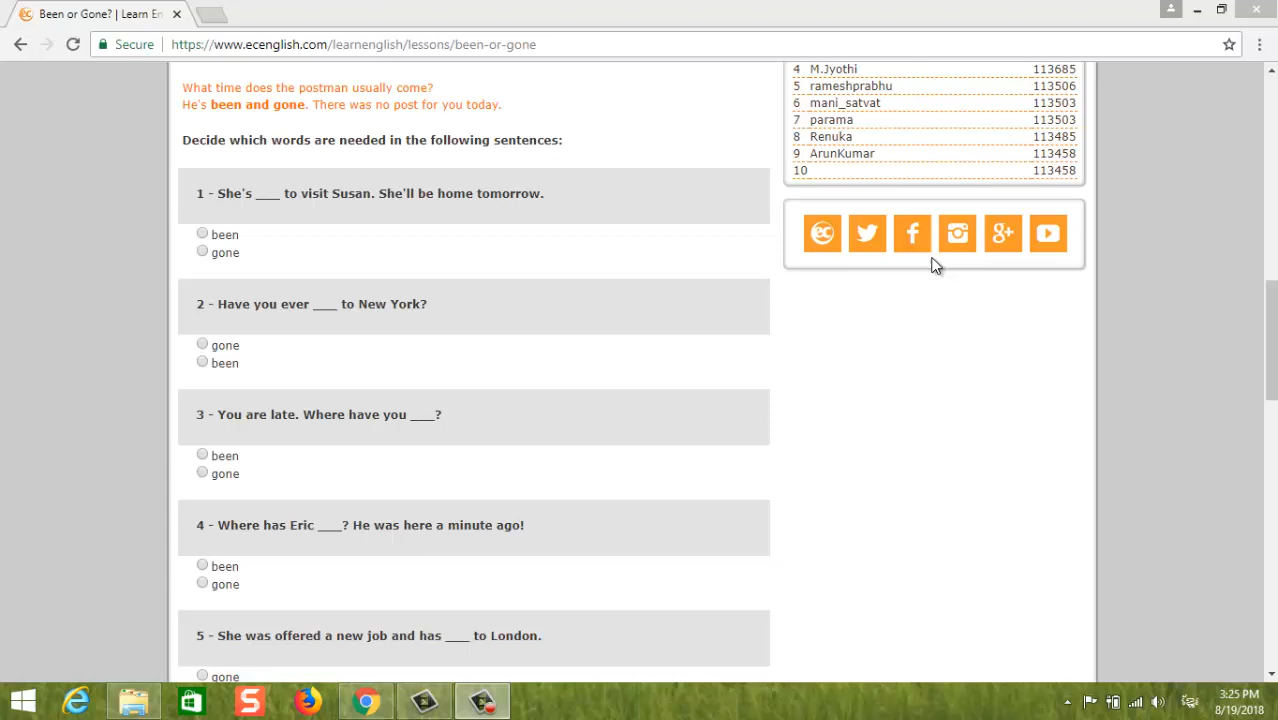 Been or Gone? | Learn En
Secure
https://www.ecenglish.com/learnenglish/lessons/been-or-gone
What time does the postman usually come?
He's been and gone. There was no post for you today.
Decide which words are needed in the following sentences:
1 - She's ____ to visit Susan. She'll be home tomorrow.
been
gone
2 - Have you ever ____ to New York?
gone
been
3 - You are late. Where have you ____?
been
gone
4 - Where has Eric ____? He was here a minute ago!
been
gone
5 - She was offered a new job and has ____ to London.
gone
4 M.Jyothi 113685
5 rameshprabhu 113506
6 mani_satvat 113503
7 parama 113503
8 Renuka 113485
9 ArunKumar 113458
10 113458
ec
g+
S
3:25 PM
8/19/2018